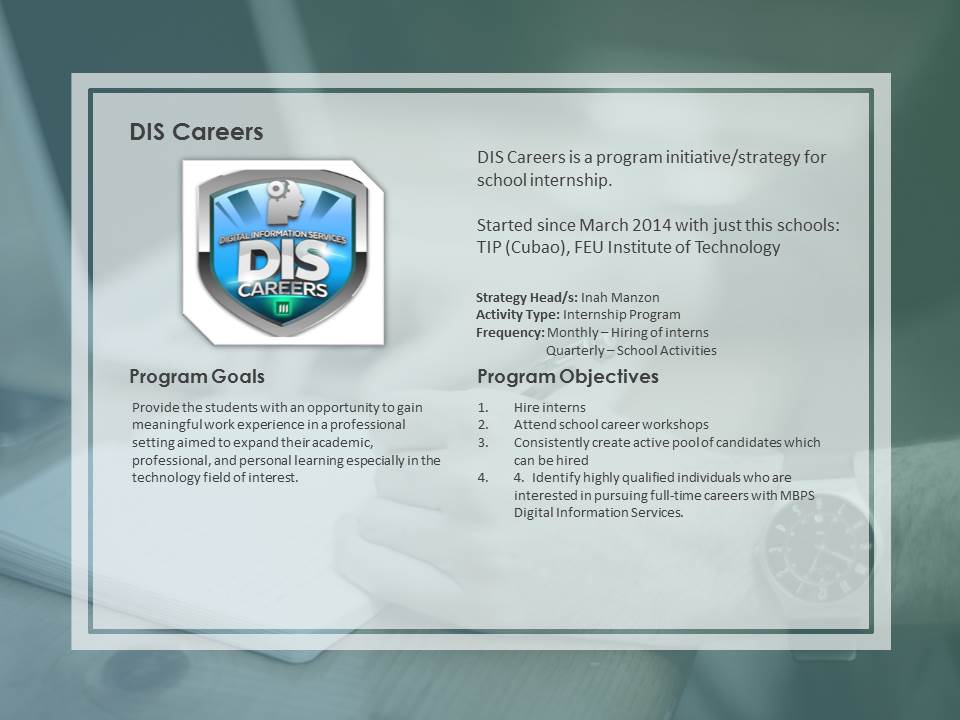 DIS Careers
DIGITAL INFORMATION SERVICES
DIS
CAREERS
DIS Careers is a program initiative/strategy for
school internship.
Started since March 2014 with just this schools:
TIP (Cubao), FEU Institute of Technology
Strategy Head/s: Inah Manzon
Activity Type: Internship Program
Frequency: Monthly – Hiring of interns
Quarterly – School Activities
Program Goals
Provide the students with an opportunity to gain
meaningful work experience in a professional
setting aimed to expand their academic,
professional, and personal learning especially in the
technology field of interest.
Program Objectives
1. Hire interns
2. Attend school career workshops
3. Consistently create active pool of candidates which
can be hired
4. 4. Identify highly qualified individuals who are
interested in pursuing full-time careers with MBPS
Digital Information Services.